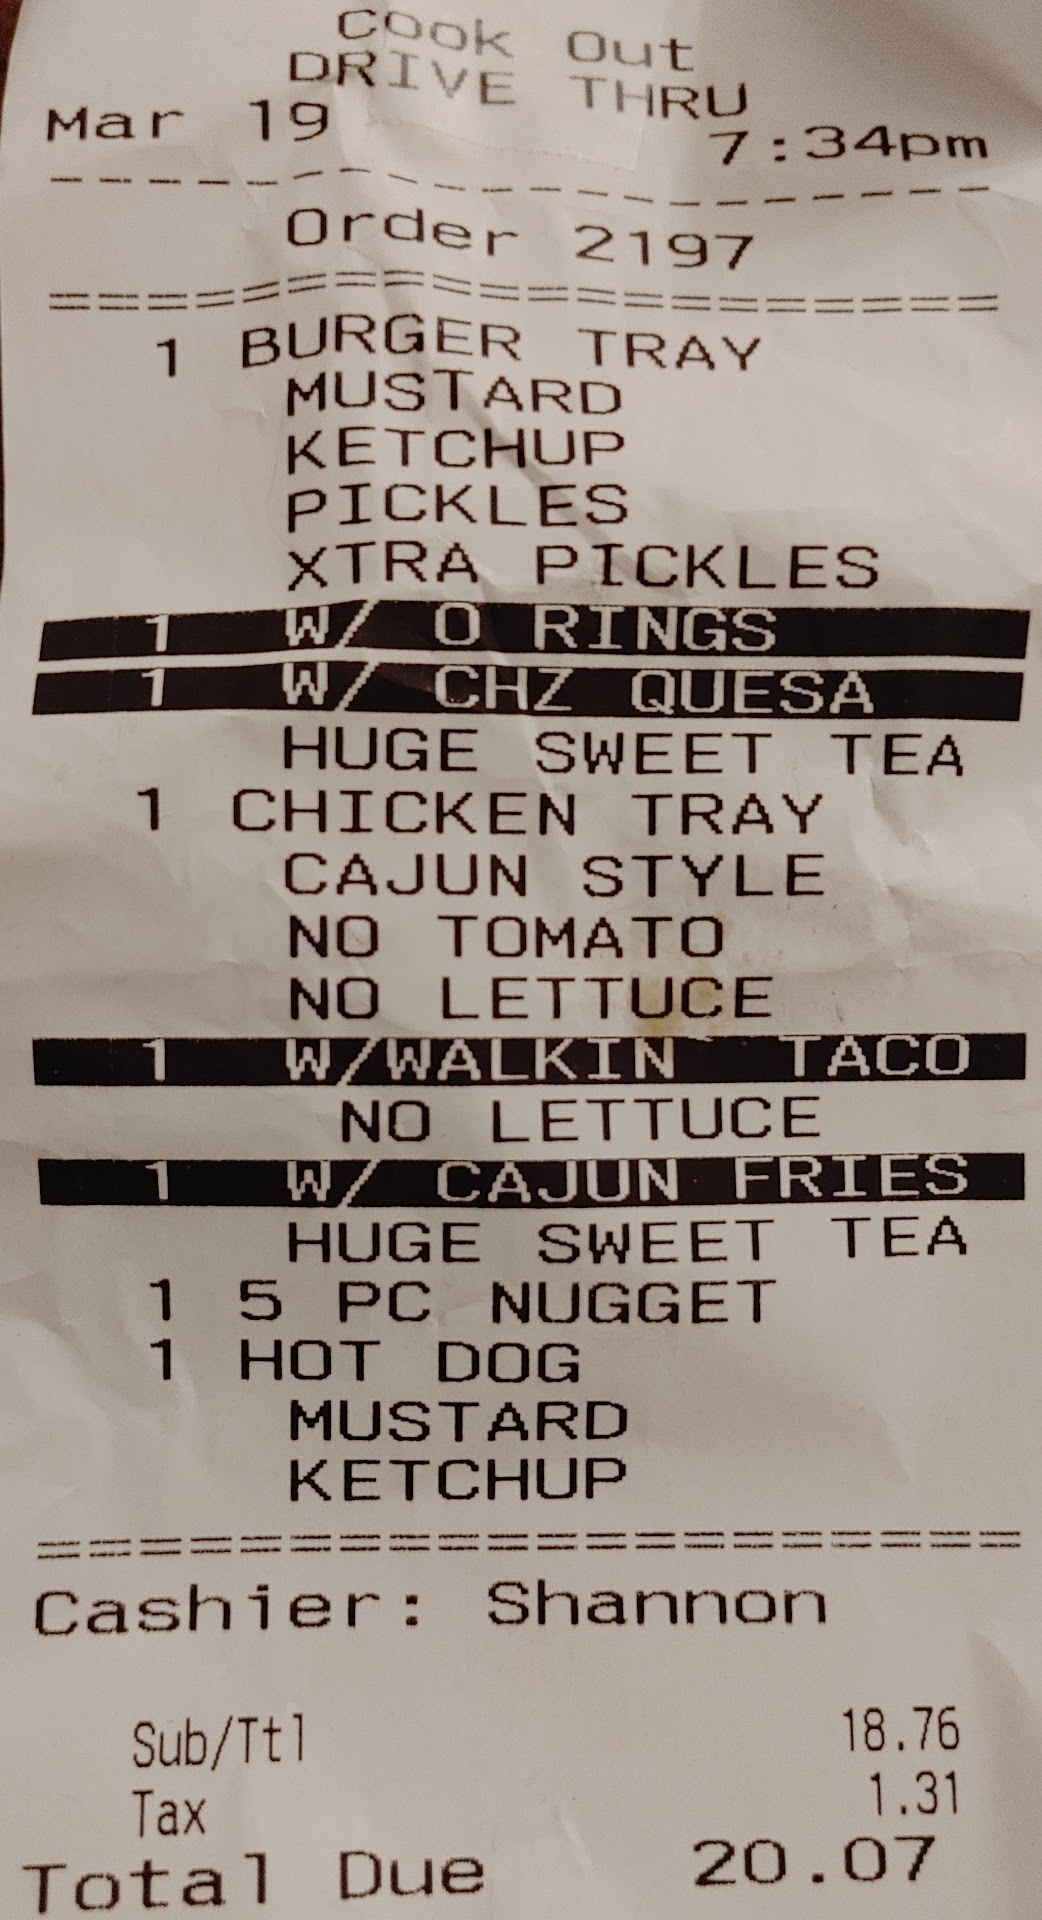 Cook Out
DRIVE THRU
Mar 19 7:34pm
--------------------
Order 2197
====================
1 BURGER TRAY
MUSTARD
KETCHUP
PICKLES
XTRA PICKLES
1 W/ O RINGS
1 W/ CHZ QUESA
HUGE SWEET TEA
1 CHICKEN TRAY
CAJUN STYLE
NO TOMATO
NO LETTUCE
1 W/WALKIN TACO
NO LETTUCE
1 W/ CAJUN FRIES
HUGE SWEET TEA
1 5 PC NUGGET
1 HOT DOG
MUSTARD
KETCHUP
====================
Cashier: Shannon
Sub/Ttl 18.76
Tax 1.31
Total Due 20.07